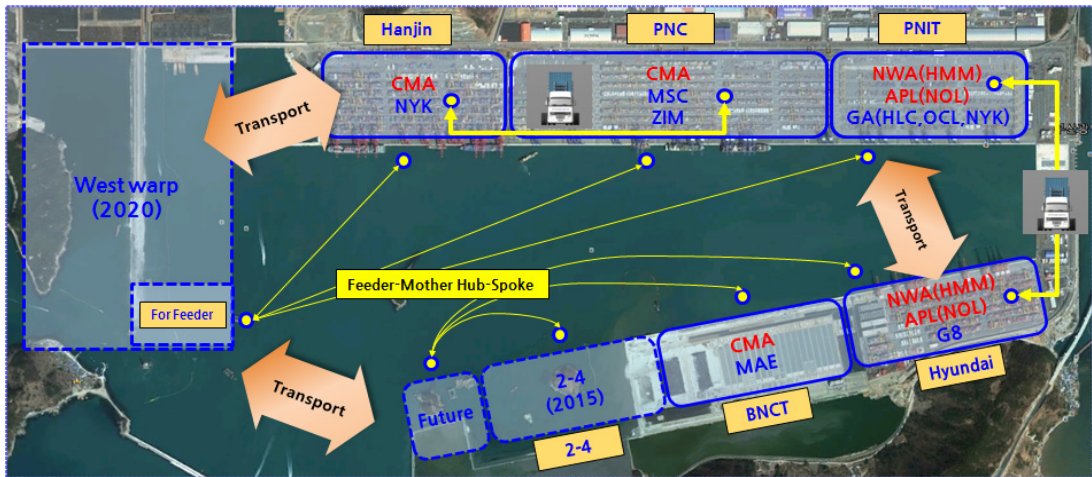 Hanjin
PNC
PNIT
CMA
NYK
CMA
MSC
ZIM
NWA(HMM)
APL(NOL)
GA(HLC,OCL,NYK)
Transport
West warp
(2020)
Transport
Feeder-Mother Hub-Spoke
For Feeder
NWA(HMM)
APL(NOL)
G8
Hyundai
CMA
MAE
BNCT
2-4
(2015)
2-4
Future
Transport